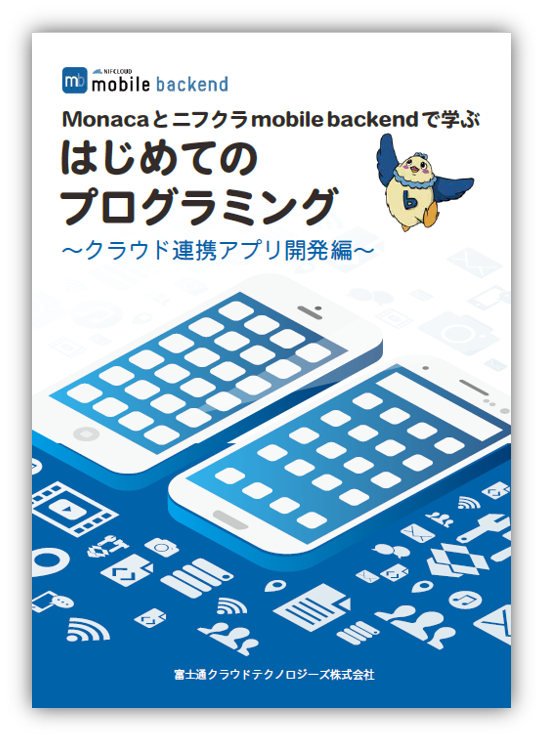 mb
NIFCLOUD
mobile backend
Monacaとニフクラmobile backendで学ぶ
はじめての
プログラミング
b
～クラウド連携アプリ開発編～
富士通クラウドテクノロジーズ株式会社